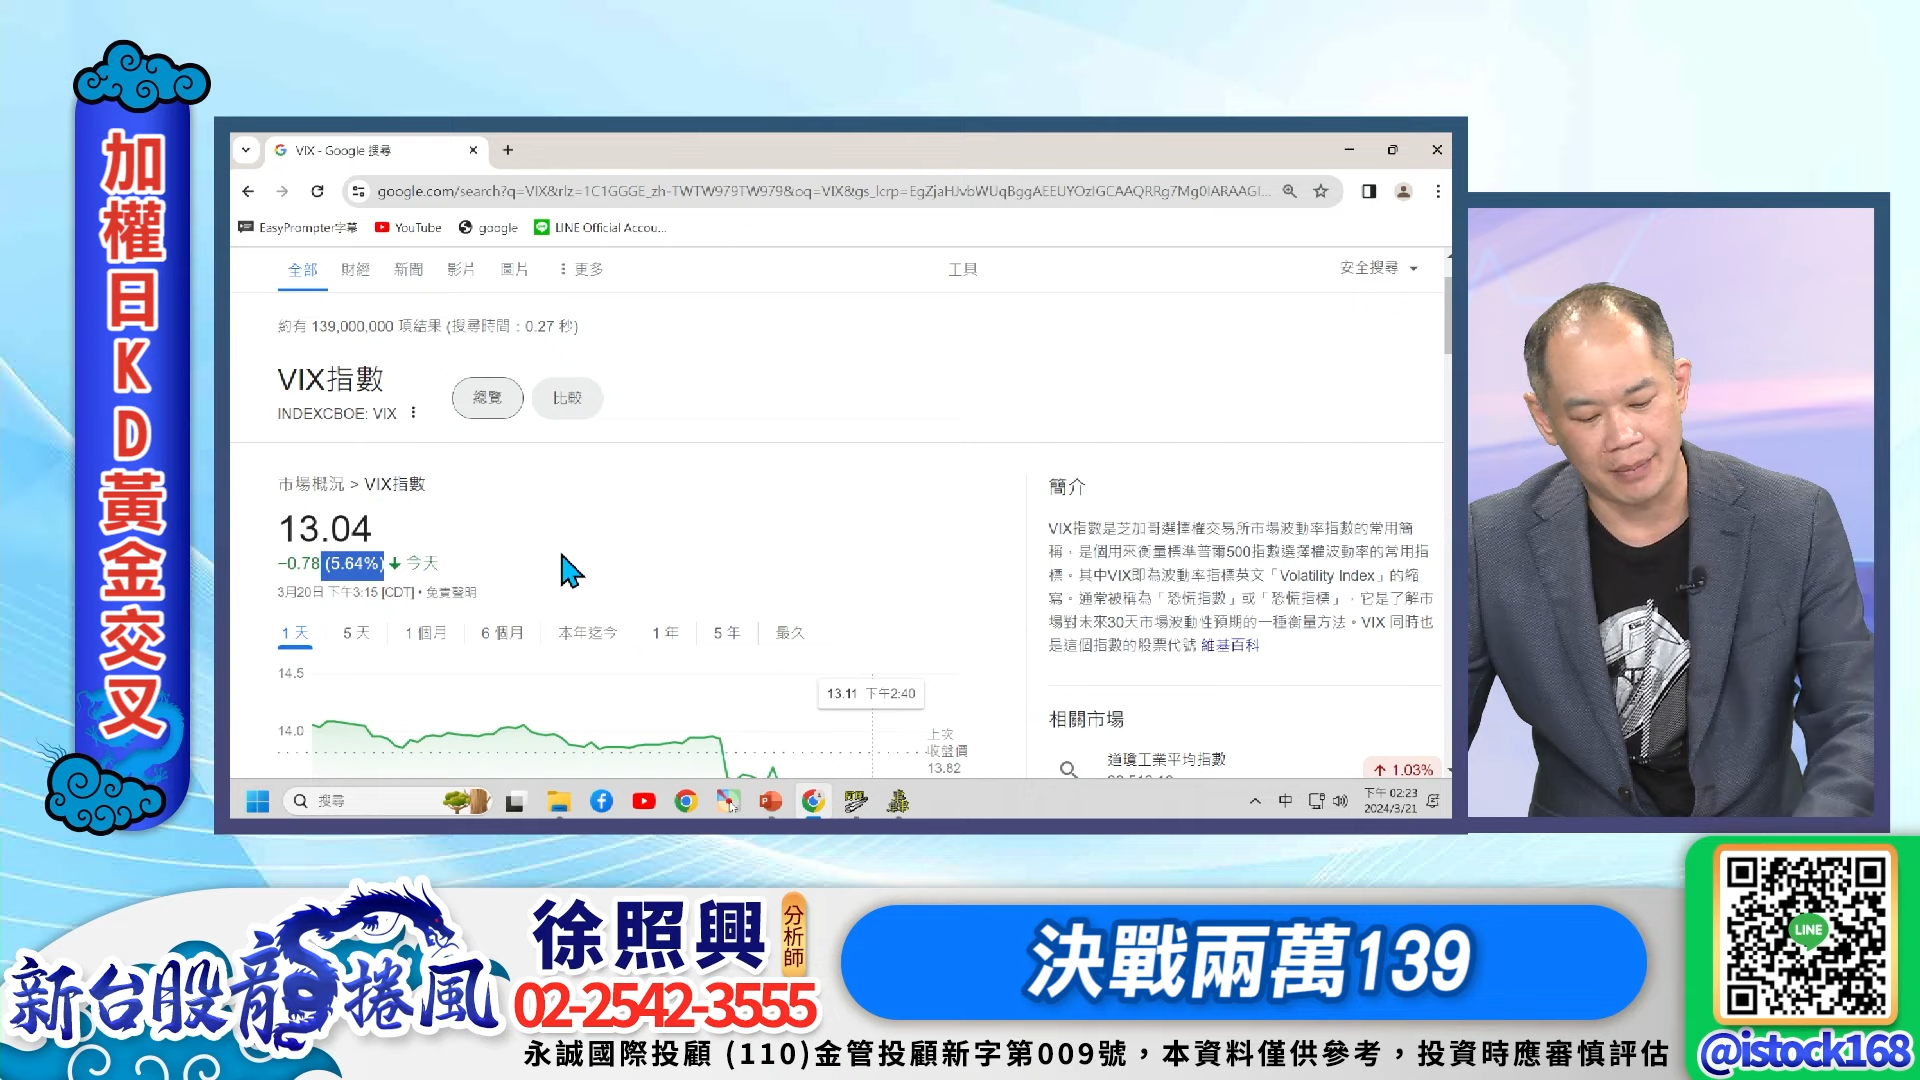 加權日KD黃金交叉
VIX - Google 搜尋
google.com/search?q=VIX&rlz=1C1GGGE_zh-TWTW979TW979&oq=VIX&gs_lcrp=EgZjaHJvbWUqBggAEEUYOzIGCAAQRRg7Mg0IARAAGI...
EasyPrompter字幕 YouTube google LINE Official Accou...
全部 財經 新聞 影片 圖片 更多 工具 安全搜尋
約有 139,000,000 項結果 (搜尋時間：0.27 秒)
VIX指數
INDEXCBOE: VIX
總覽 比較
市場概況 > VIX指數
13.04
−0.78 (5.64%) 今天
3月20日 下午3:15 [CDT] • 免責聲明
1 天 5 天 1 個月 6 個月 本年迄今 1 年 5 年 最久
14.5
14.0
13.11 下午2:40
上次
收盤價
13.82
簡介
VIX指數是芝加哥選擇權交易所市場波動率指數的常用簡
稱，是個用來衡量標準普爾500指數選擇權波動率的常用指
標。其中VIX即為波動率指標英文「Volatility Index」的縮
寫。通常被稱為「恐慌指數」或「恐慌指標」，它是了解市
場對未來30天市場波動性預期的一種衡量方法。VIX 同時也
是這個指數的股票代號 維基百科
相關市場
道瓊工業平均指數
1.03%
搜尋
中
下午 02:23
2024/3/21
新台股龍捲風
徐照興
分析師
02-2542-3555
決戰兩萬139
永誠國際投顧 (110)金管投顧新字第009號，本資料僅供參考，投資時應審慎評估
LINE
@istock168